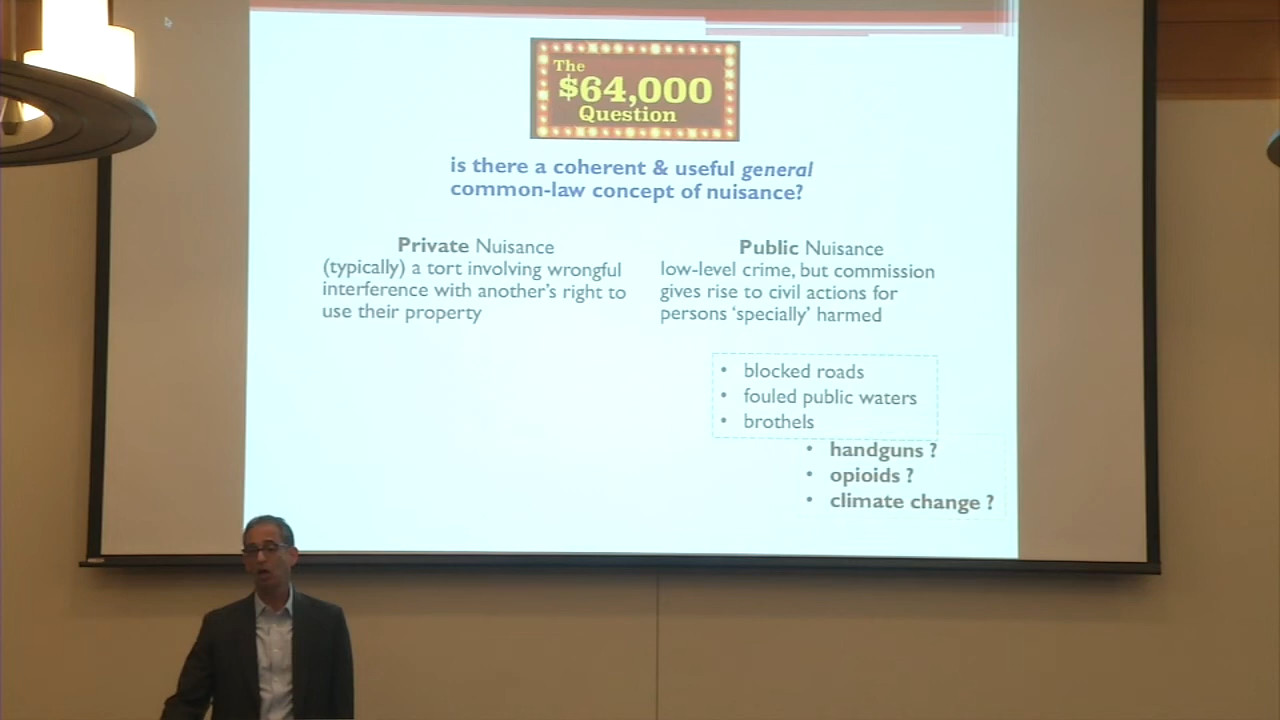 The
$64,000
Question
is there a coherent & useful general
common-law concept of nuisance?
Private Nuisance
(typically) a tort involving wrongful
interference with another's right to
use their property
Public Nuisance
low-level crime, but commission
gives rise to civil actions for
persons 'specially' harmed
• blocked roads
• fouled public waters
• brothels
• handguns ?
• opioids ?
• climate change ?